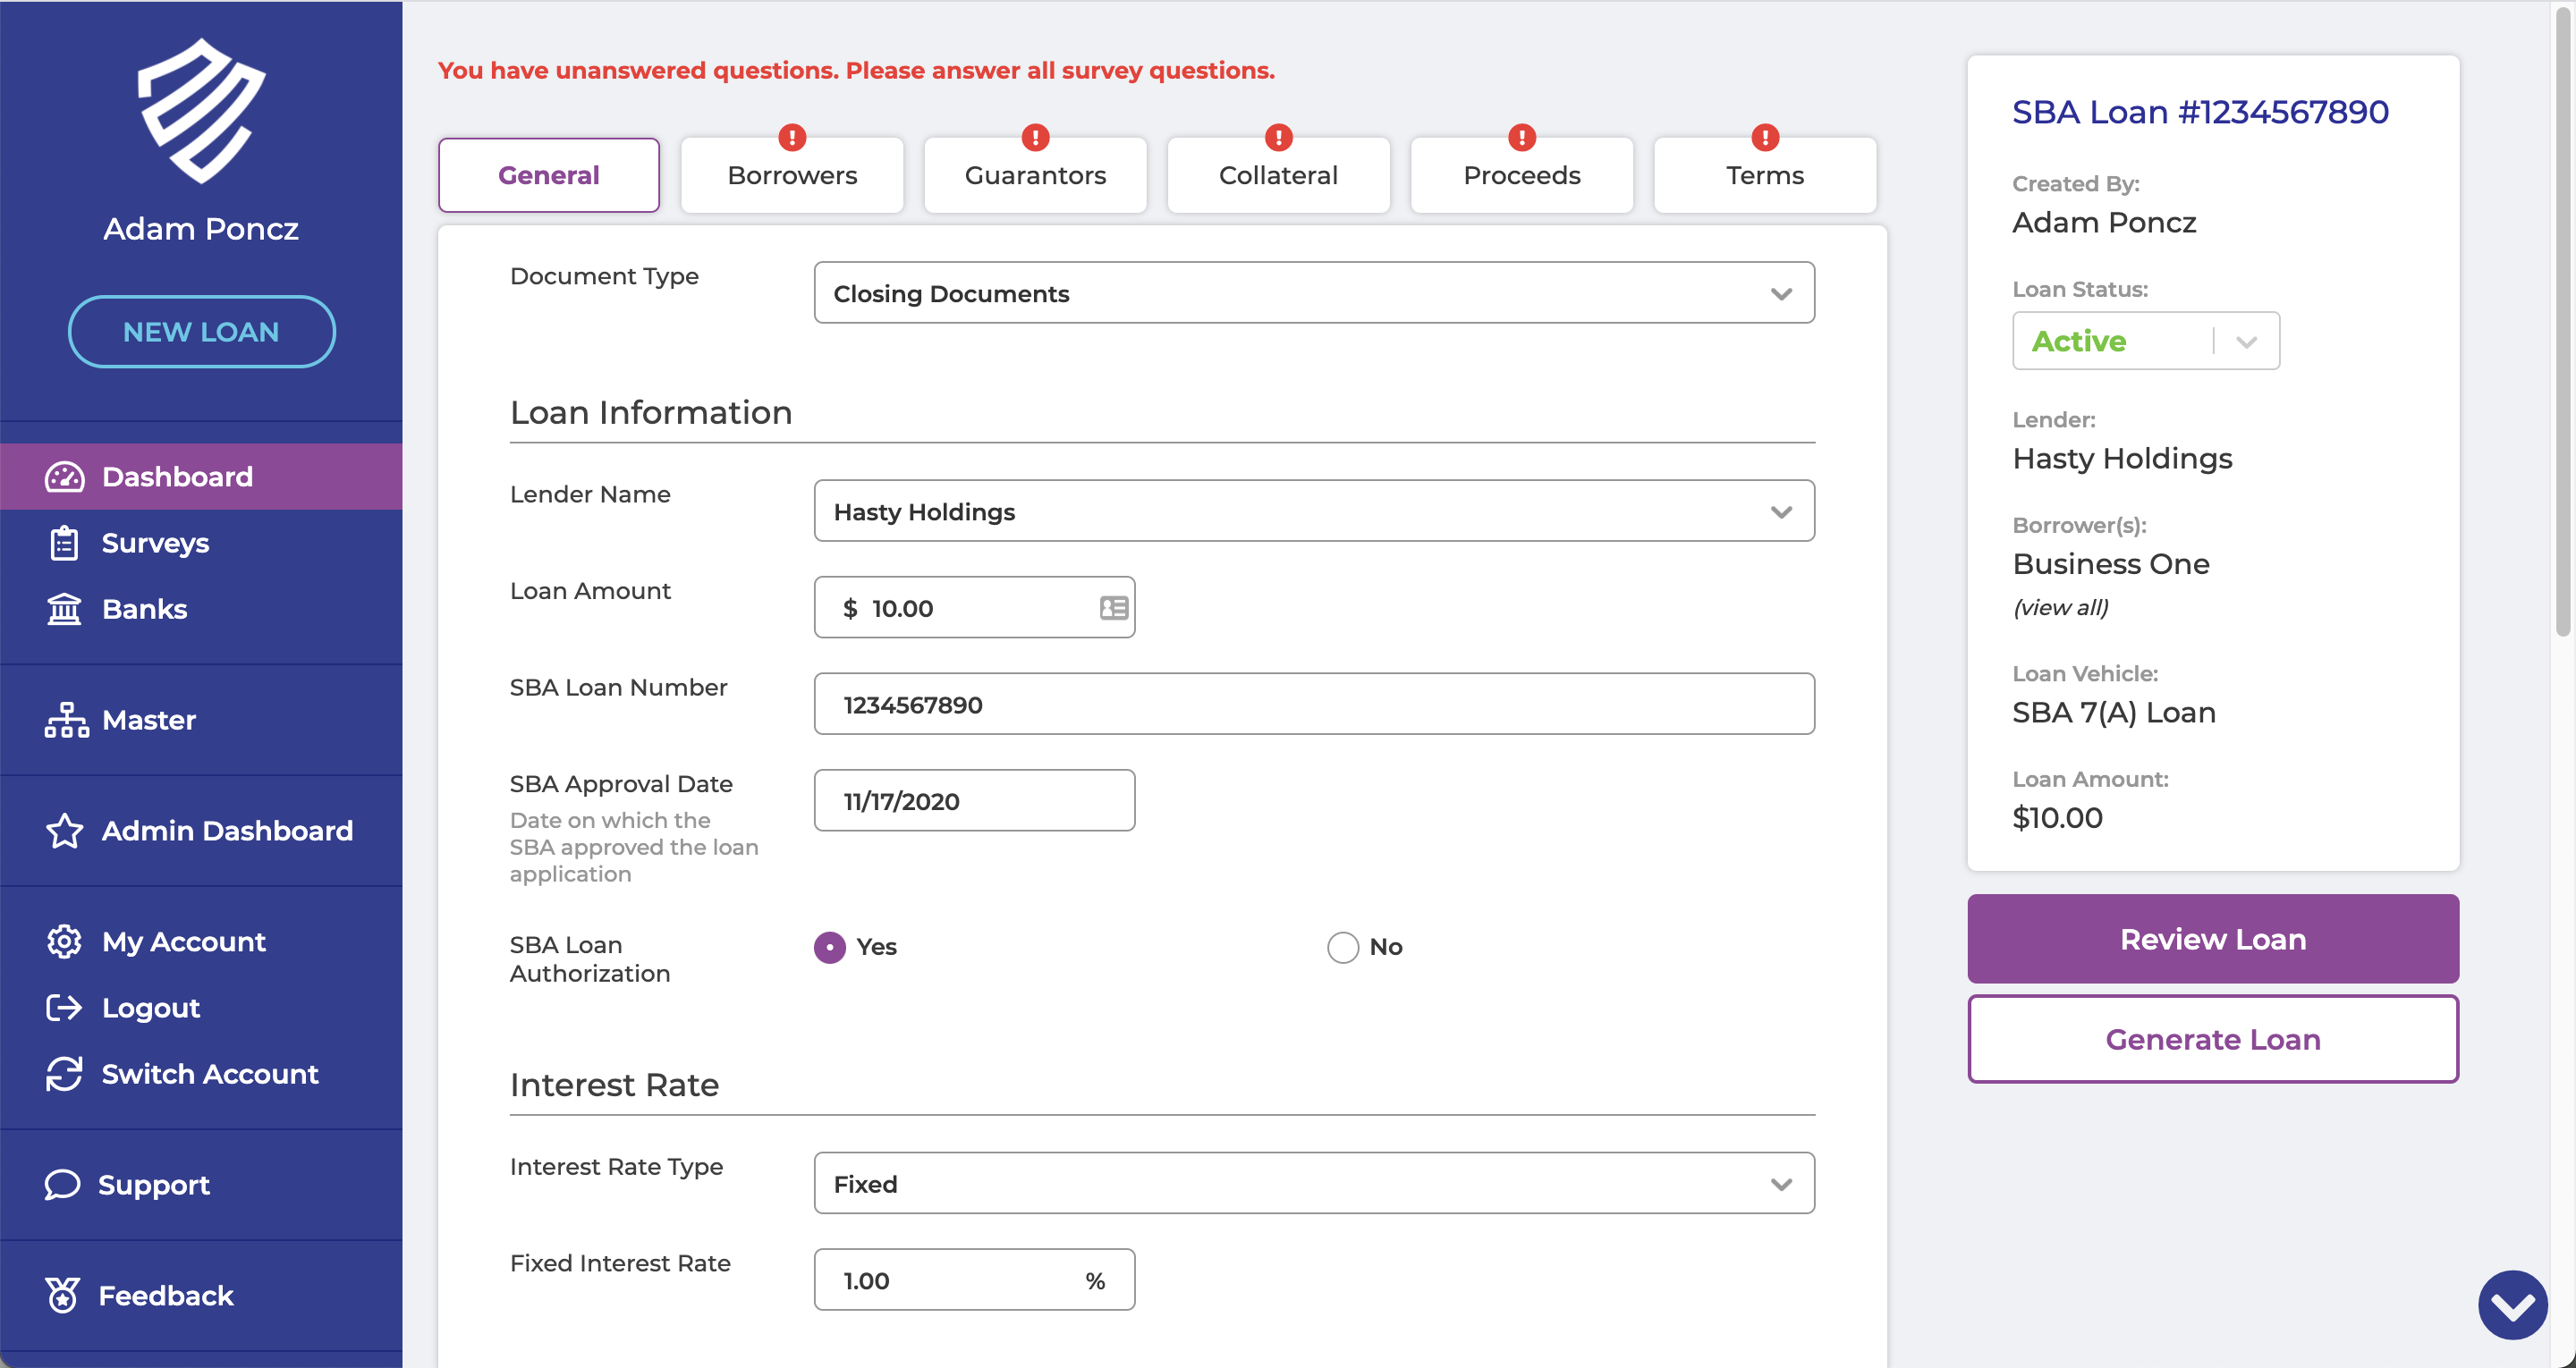 Adam Poncz
NEW LOAN
Dashboard
Surveys
Banks
Master
Admin Dashboard
My Account
Logout
Switch Account
Support
Feedback
You have unanswered questions. Please answer all survey questions.
General
! Borrowers
! Guarantors
! Collateral
! Proceeds
! Terms
Document Type
Closing Documents
Loan Information
Lender Name
Hasty Holdings
Loan Amount
$ 10.00
SBA Loan Number
1234567890
SBA Approval Date
11/17/2020
Date on which the
SBA approved the loan
application
SBA Loan
Authorization
Yes
No
Interest Rate
Interest Rate Type
Fixed
Fixed Interest Rate
1.00 %
SBA Loan #1234567890
Created By:
Adam Poncz
Loan Status:
Active
Lender:
Hasty Holdings
Borrower(s):
Business One
(view all)
Loan Vehicle:
SBA 7(A) Loan
Loan Amount:
$10.00
Review Loan
Generate Loan